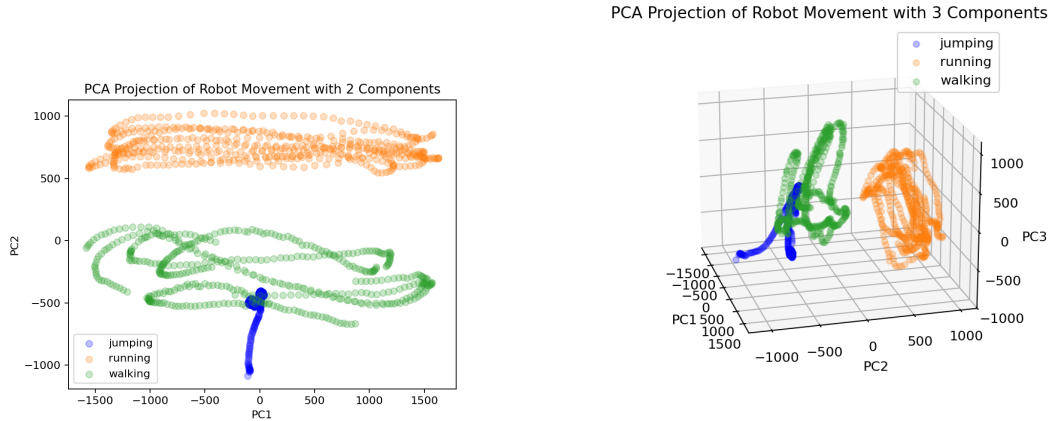 PCA Projection of Robot Movement with 2 Components
1000
500
0
−500
−1000
PC2
jumping
running
walking
−1500
−1000
−500
0
500
1000
1500
PC1
PCA Projection of Robot Movement with 3 Components
jumping
running
walking
−1500
−1000
−500
0
500
1000
1500
PC1
−1000
−500
0
500
1000
PC2
1000
500
0
−500
−1000
PC3